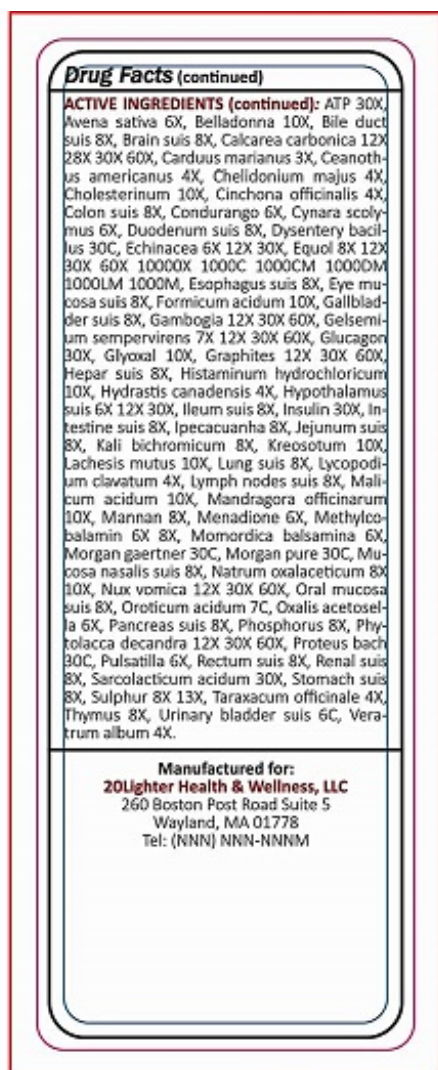 Drug Facts (continued)
ACTIVE INGREDIENTS (continued): ATP 30X,
Avena sativa 6X, Belladonna 10X, Bile duct
suis 8X, Brain suis 8X, Calcarea carbonica 12X
28X 30X 60X, Carduus marianus 3X, Ceanoth-
us americanus 4X, Chelidonium majus 4X,
Cholesterinum 10X, Cinchona officinalis 4X,
Colon suis 8X, Condurango 6X, Cynara scoly-
mus 6X, Duodenum suis 8X, Dysentery bacil-
lus 30C, Echinacea 6X 12X 30X, Equol 8X 12X
30X 60X 10000X 1000C 1000CM 1000DM
1000LM 1000M, Esophagus suis 8X, Eye mu-
cosa suis 8X, Formicum acidum 10X, Gallblad-
der suis 8X, Gambogia 12X 30X 60X, Gelsemi-
um sempervirens 7X 12X 30X 60X, Glucagon
30X, Glyoxal 10X, Graphites 12X 30X 60X,
Hepar suis 8X, Histaminum hydrochloricum
10X, Hydrastis canadensis 4X, Hypothalamus
suis 6X 12X 30X, Ileum suis 8X, Insulin 30X, In-
testine suis 8X, Ipecacuanha 8X, Jejunum suis
8X, Kali bichromicum 8X, Kreosotum 10X,
Lachesis mutus 10X, Lung suis 8X, Lycopodi-
um clavatum 4X, Lymph nodes suis 8X, Mali-
cum acidum 10X, Mandragora officinarum
10X, Mannan 8X, Menadione 6X, Methylco-
balamin 6X 8X, Momordica balsamina 6X,
Morgan gaertner 30C, Morgan pure 30C, Mu-
cosa nasalis suis 8X, Natrum oxalaceticum 8X
10X, Nux vomica 12X 30X 60X, Oral mucosa
suis 8X, Oroticum acidum 7C, Oxalis acetosel-
la 6X, Pancreas suis 8X, Phosphorus 8X, Phy-
tolacca decandra 12X 30X 60X, Proteus bach
30C, Pulsatilla 6X, Rectum suis 8X, Renal suis
8X, Sarcolacticum acidum 30X, Stomach suis
8X, Sulphur 8X 13X, Taraxacum officinale 4X,
Thymus 8X, Urinary bladder suis 6C, Vera-
trum album 4X.
Manufactured for:
20Lighter Health & Wellness, LLC
260 Boston Post Road Suite 5
Wayland, MA 01778
Tel: (NNN) NNN-NNNM